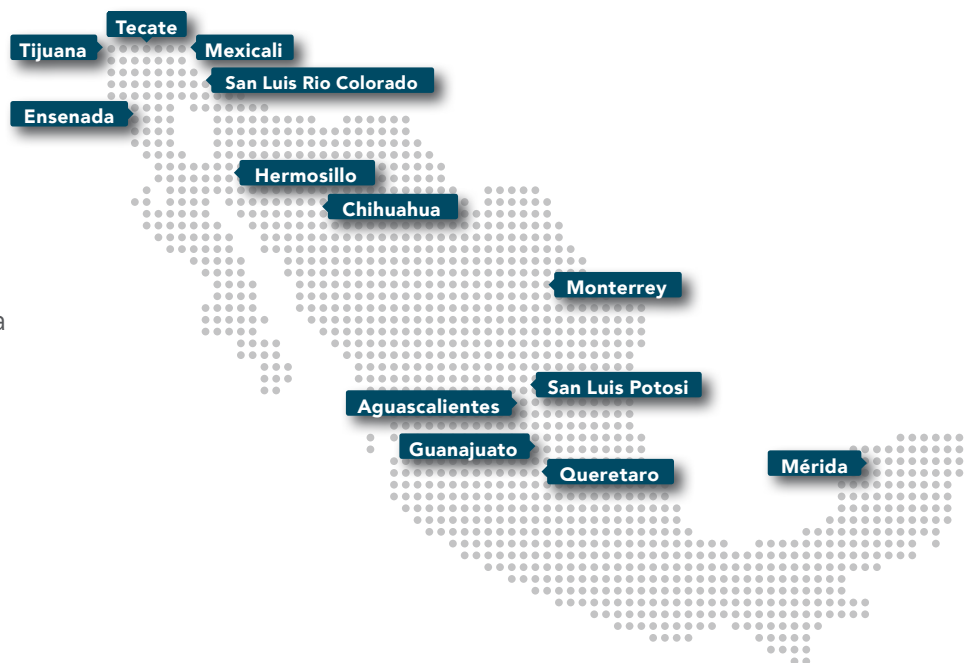 Tecate
Tijuana
Mexicali
San Luis Rio Colorado
Ensenada
Hermosillo
Chihuahua
Monterrey
a
San Luis Potosi
Aguascalientes
Guanajuato
Mérida
Queretaro